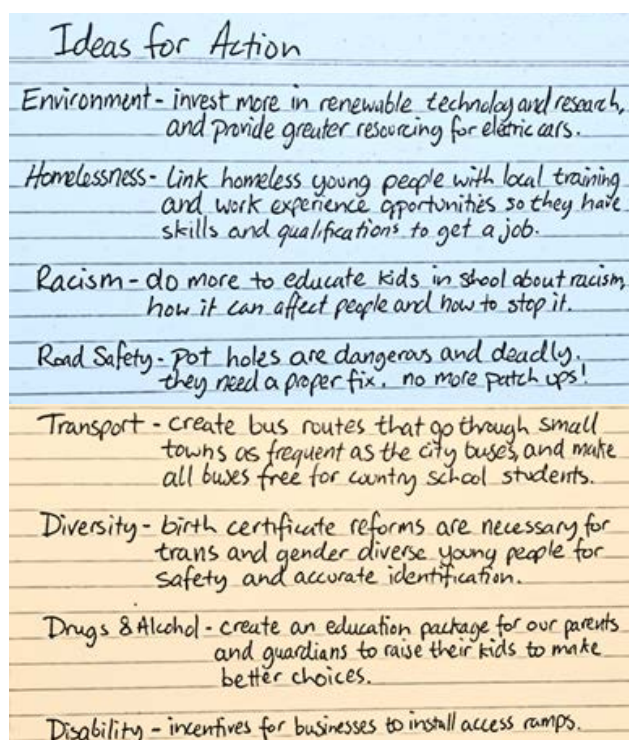 Ideas for Action
Environment - invest more in renewable technology and research,
and provide greater resourcing for eletric cars.
Homelessness - Link homeless young people with local training
and work experience opportunities so they have
skills and qualifications to get a job.
Racism - do more to educate kids in shool about racism,
how it can affect people and how to stop it.
Road Safety - pot holes are dangerous and deadly.
they need a proper fix. no more patch ups!
Transport - create bus routes that go through small
towns as frequent as the city buses, and make
all buses free for country school students.
Diversity - birth certificate reforms are necessary for
trans and gender diverse young people for
safety and accurate identification.
Drugs & Alcohol - create an education package for our parents
and guardians to raise their kids to make
better choices.
Disability - incentives for businesses to install access ramps.